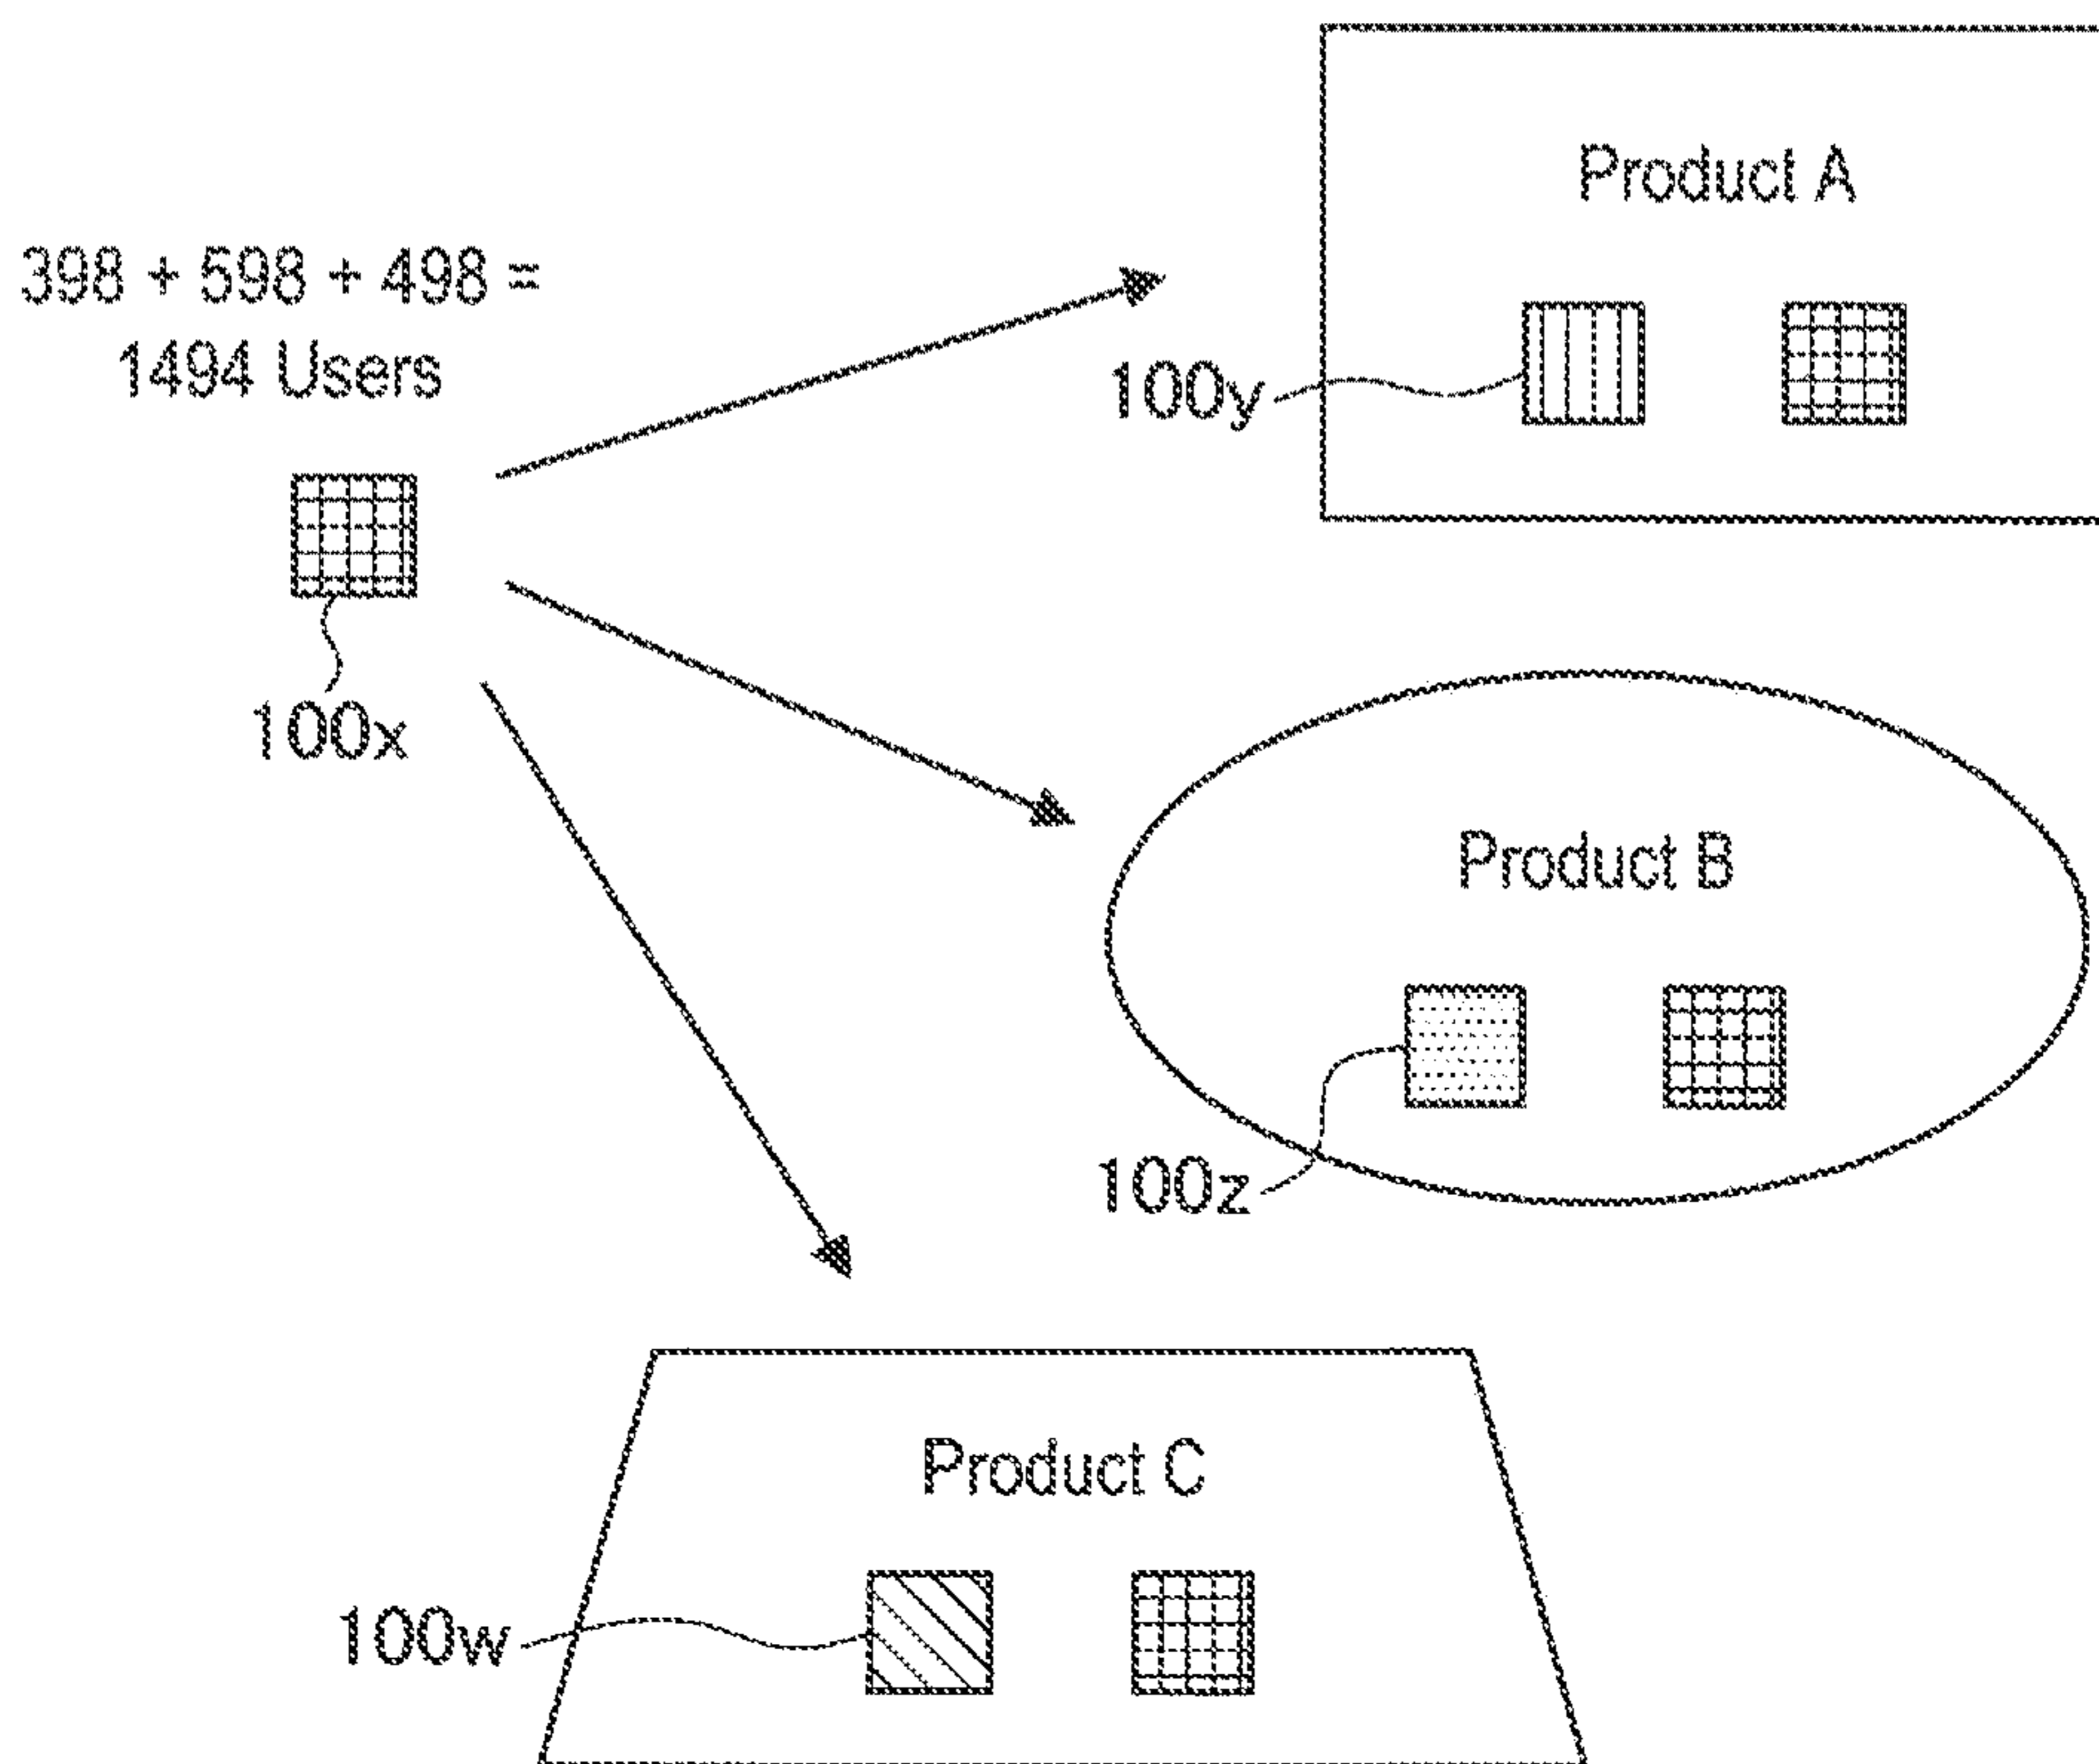 398 + 598 + 498 =
1494 Users
100x
Product A
100y
Product B
100z
Product C
100w